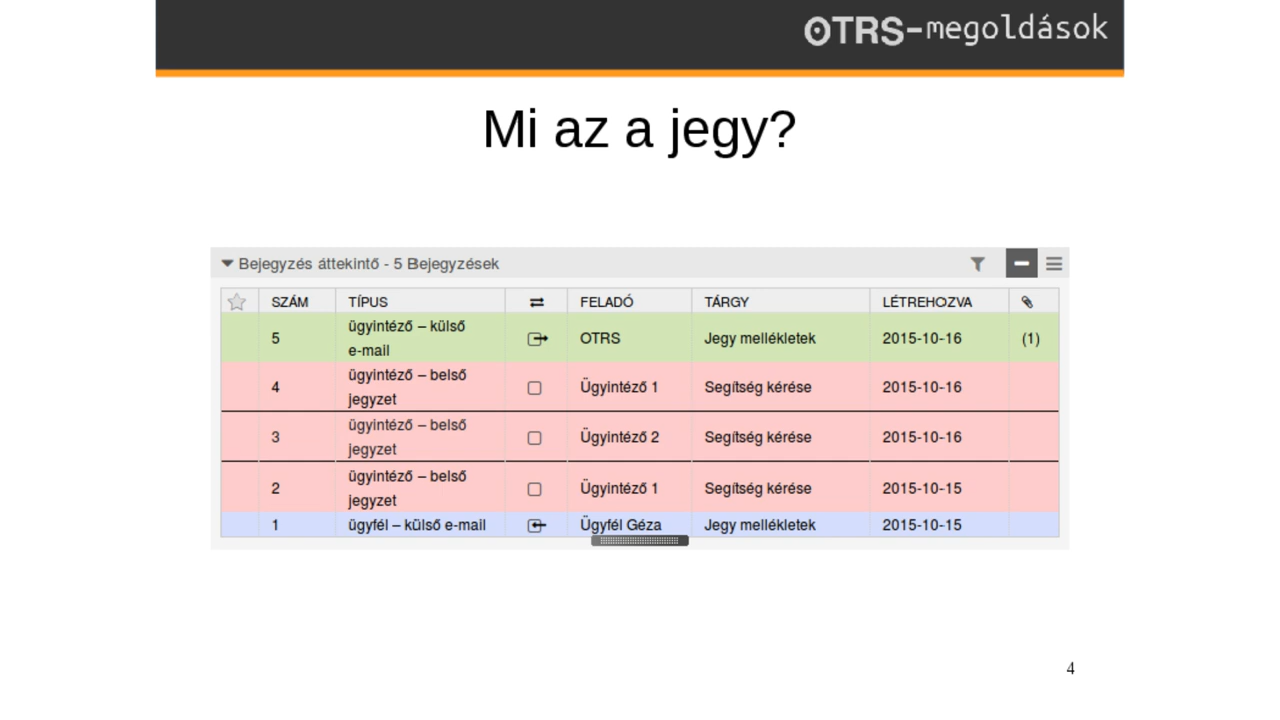 OTRS-megoldások
Mi az a jegy?
Bejegyzés áttekintő - 5 Bejegyzések
SZÁM TÍPUS FELADÓ TÁRGY LÉTREHOZVA
5 ügyintéző – külső e-mail OTRS Jegy mellékletek 2015-10-16 (1)
4 ügyintéző – belső jegyzet Ügyintéző 1 Segítség kérése 2015-10-16
3 ügyintéző – belső jegyzet Ügyintéző 2 Segítség kérése 2015-10-16
2 ügyintéző – belső jegyzet Ügyintéző 1 Segítség kérése 2015-10-15
1 ügyfél – külső e-mail Ügyfél Géza Jegy mellékletek 2015-10-15
4